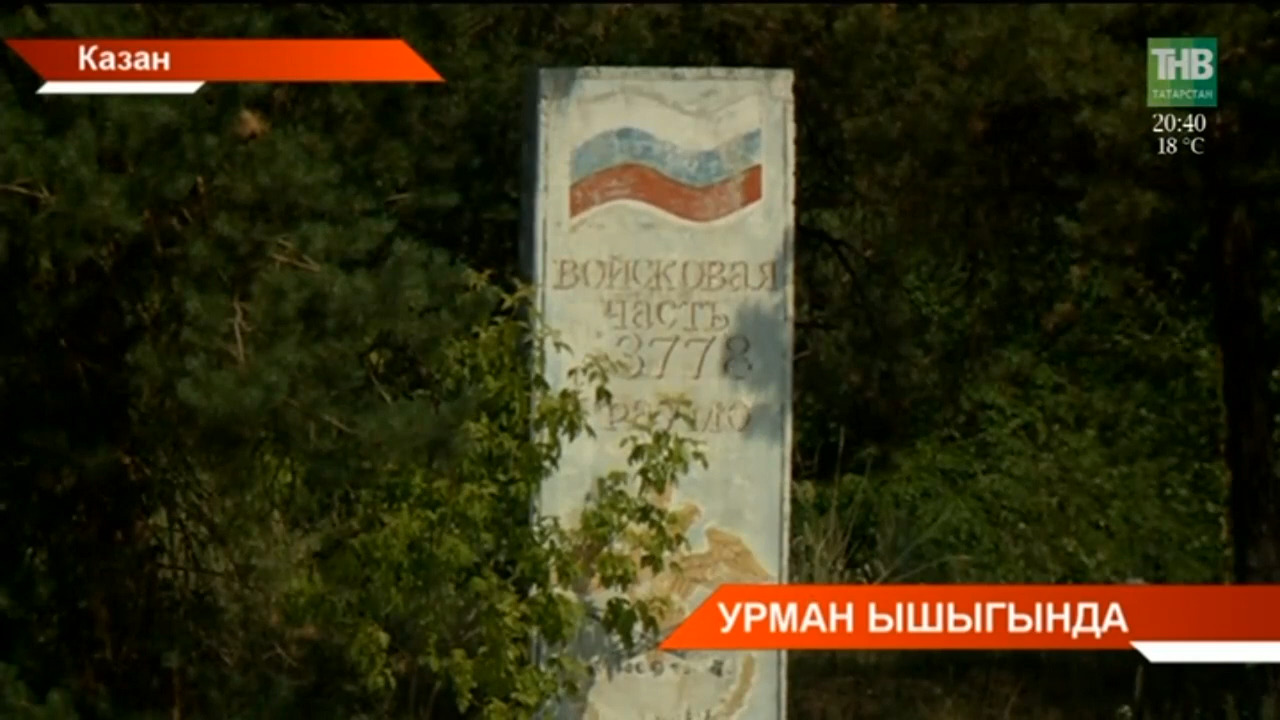 Казан
ТНВ
ТАТАРСТАН
20:40
18 °C
ВОЙСКОВАЯ
часть
3778
УРМАН ЫШЫГЫНДА